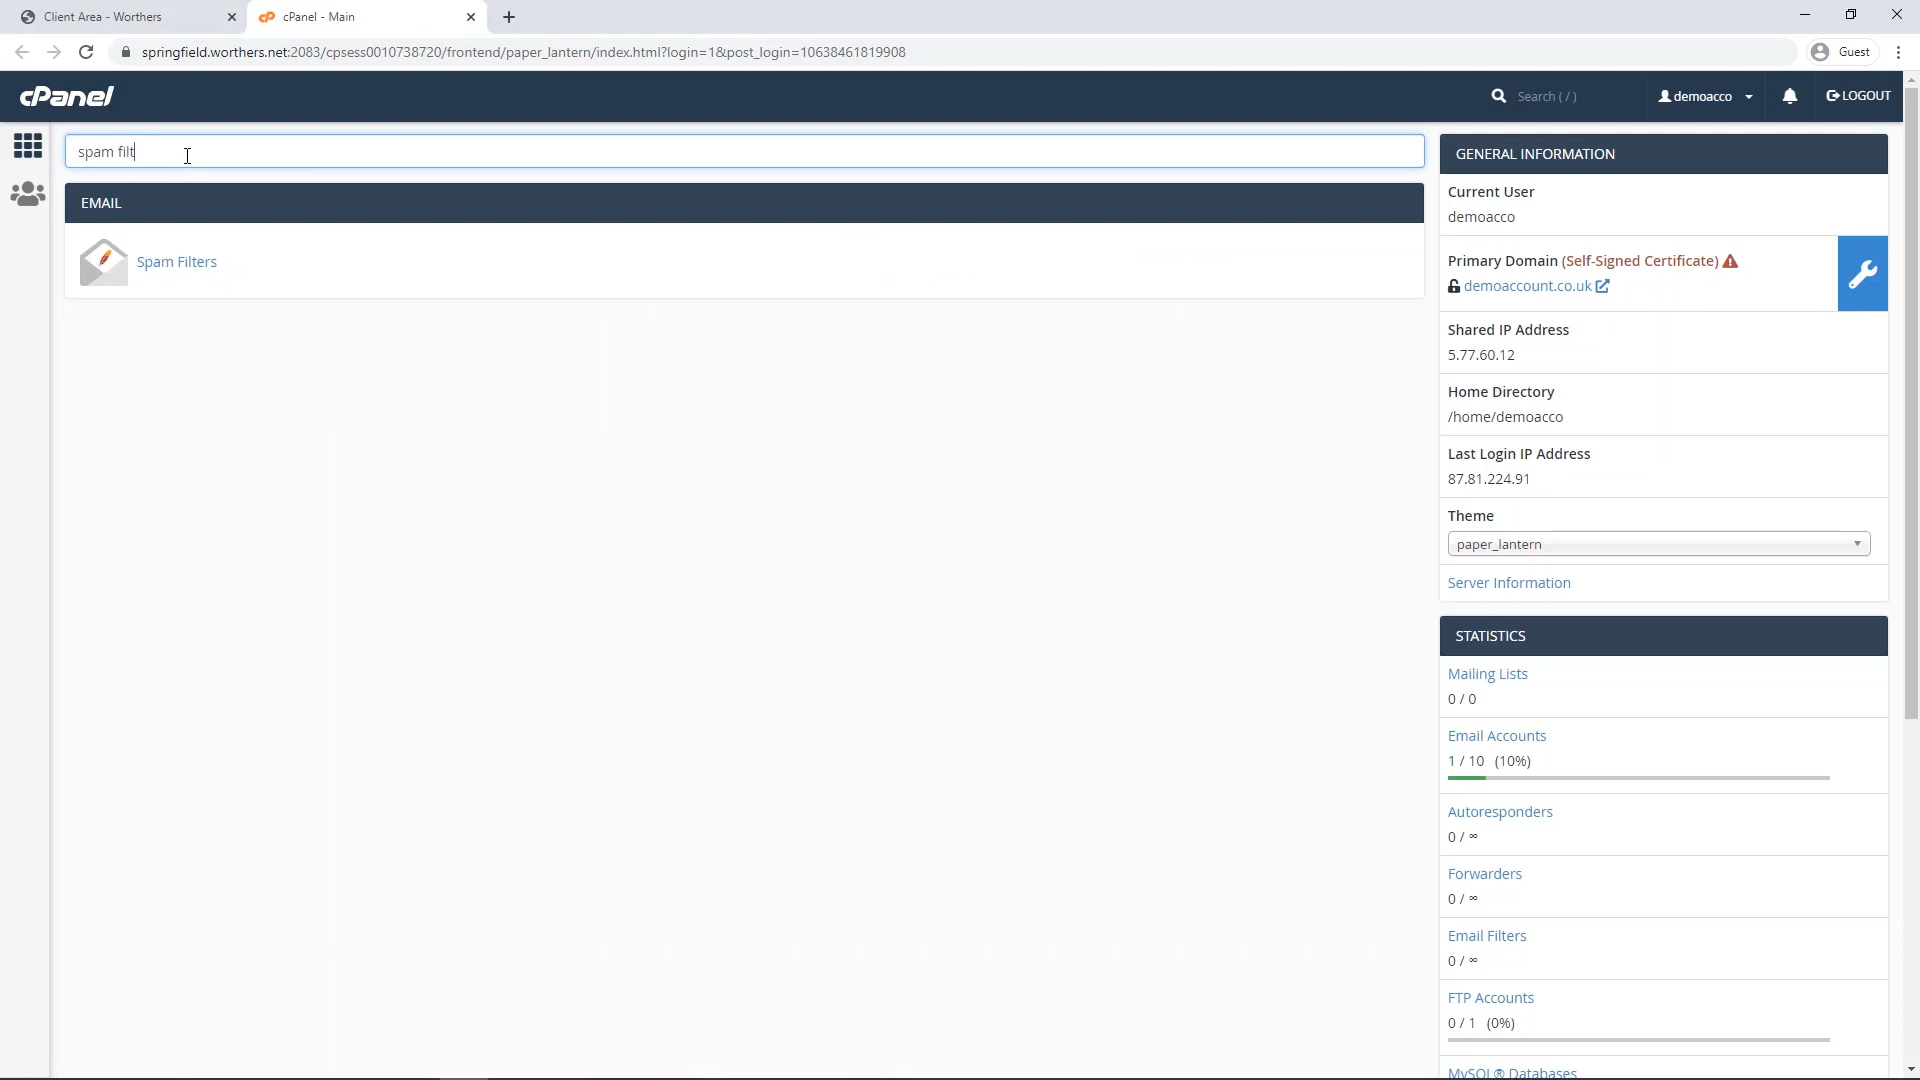 Client Area - Worthers
cPanel - Main
springfield.worthers.net:2083/cpsess0010738720/frontend/paper_lantern/index.html?login=1&post_login=10638461819908
Guest
cPanel
Search ( / )
demoacco
LOGOUT
spam filt
EMAIL
Spam Filters
GENERAL INFORMATION
Current User
demoacco
Primary Domain (Self-Signed Certificate)
demoaccount.co.uk
Shared IP Address
5.77.60.12
Home Directory
/home/demoacco
Last Login IP Address
87.81.224.91
Theme
paper_lantern
Server Information
STATISTICS
Mailing Lists
0 / 0
Email Accounts
1 / 10 (10%)
Autoresponders
0 / ∞
Forwarders
0 / ∞
Email Filters
0 / ∞
FTP Accounts
0 / 1 (0%)
MySQL® Databases